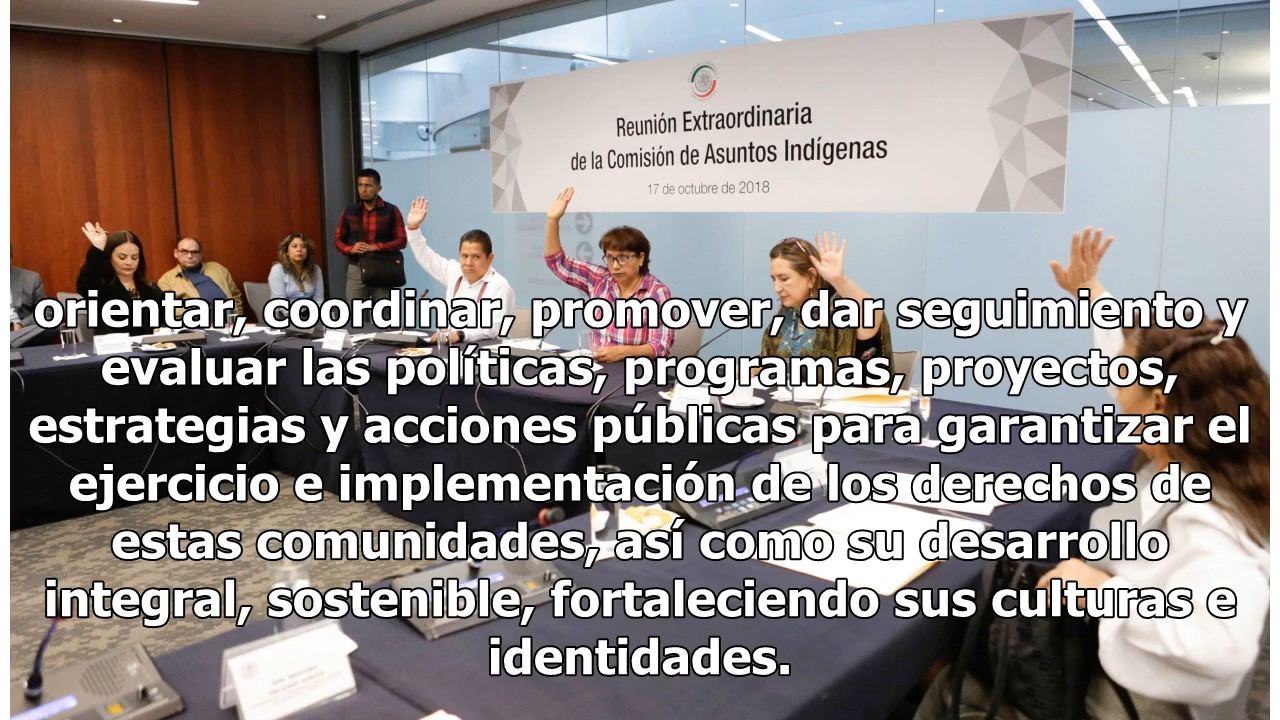 Reunión Extraordinaria
de la Comisión de Asuntos Indígenas
17 de octubre de 2018
orientar, coordinar, promover, dar seguimiento y
evaluar las políticas, programas, proyectos,
estrategias y acciones públicas para garantizar el
ejercicio e implementación de los derechos de
estas comunidades, así como su desarrollo
integral, sostenible, fortaleciendo sus culturas e
identidades.